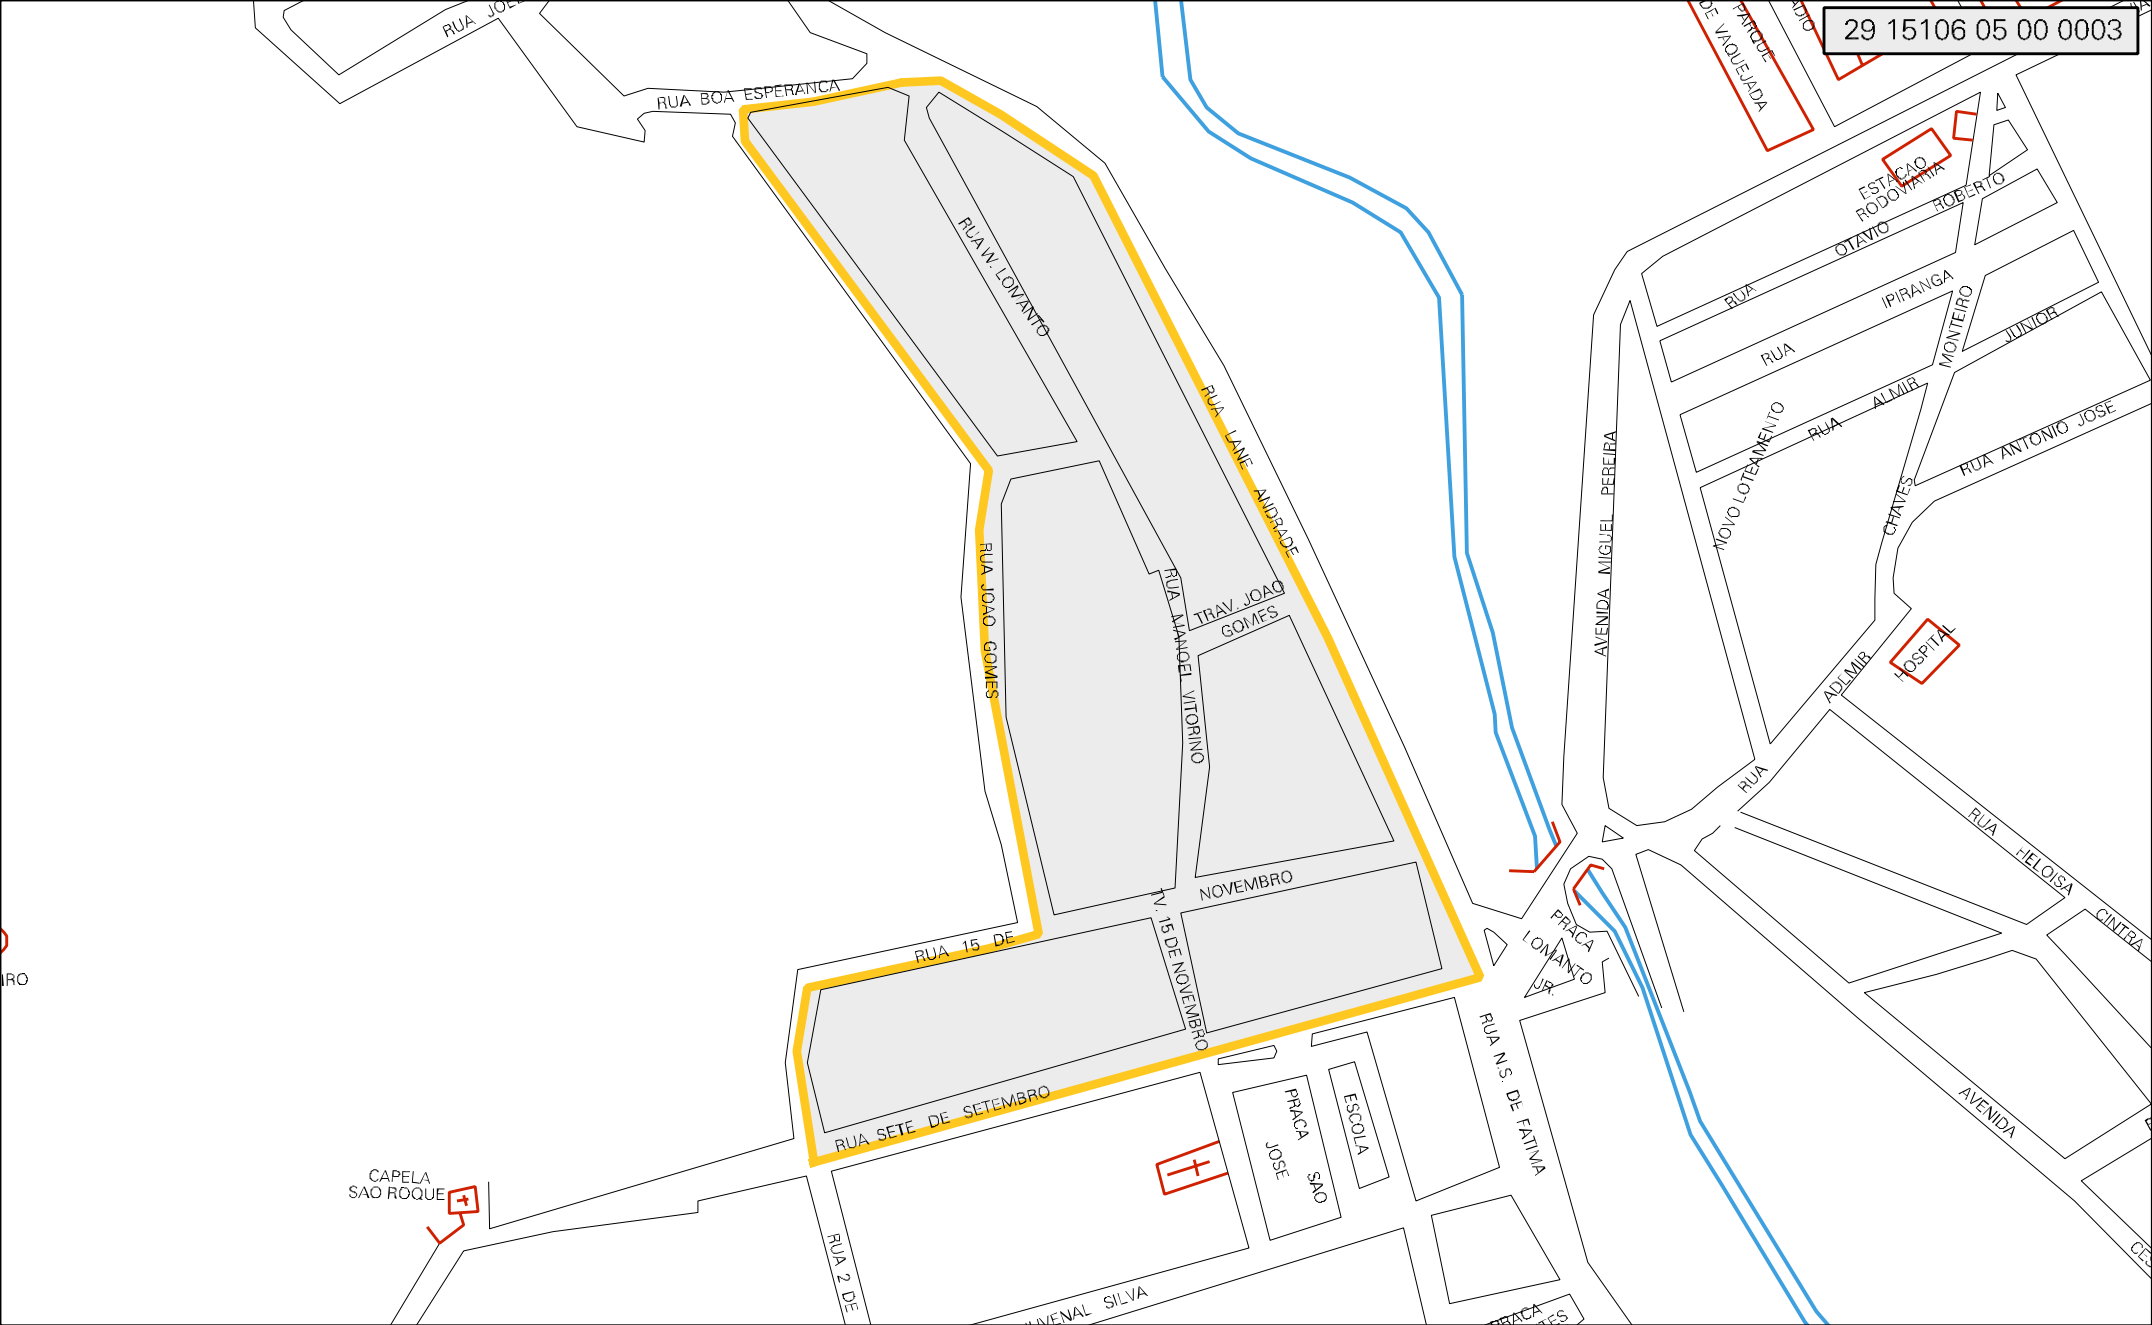 29 15106 05 00 0003
RUA BOA ESPERANCA
PARQUE
DE VAQUEJADA
ESTACAO
RODOVIARIA
RUA OTAVIO ROBERTO
RUA IPIRANGA
RUA ALMIR JUNIOR
RUA ANTONIO JOSE
NOVO LOTEAMENTO
AVENIDA MIGUEL PEREIRA
RUA ADEMIR CHAVES MONTEIRO
HOSPITAL
RUA W. LOMANTO
RUA LANE ANDRADE
RUA JOAO GOMES
RUA MANOEL VITORINO
TRAV. JOAO
GOMES
RUA 15 DE NOVEMBRO
TV. 15 DE NOVEMBRO
RUA SETE DE SETEMBRO
PRACA
LOMANTO
JR.
RUA HELOISA CINTRA
AVENIDA
RUA N.S. DE FATIMA
PRACA SAO
JOSE
ESCOLA
CAPELA
SAO ROQUE
RUA 2 DE
SILVA
IRO